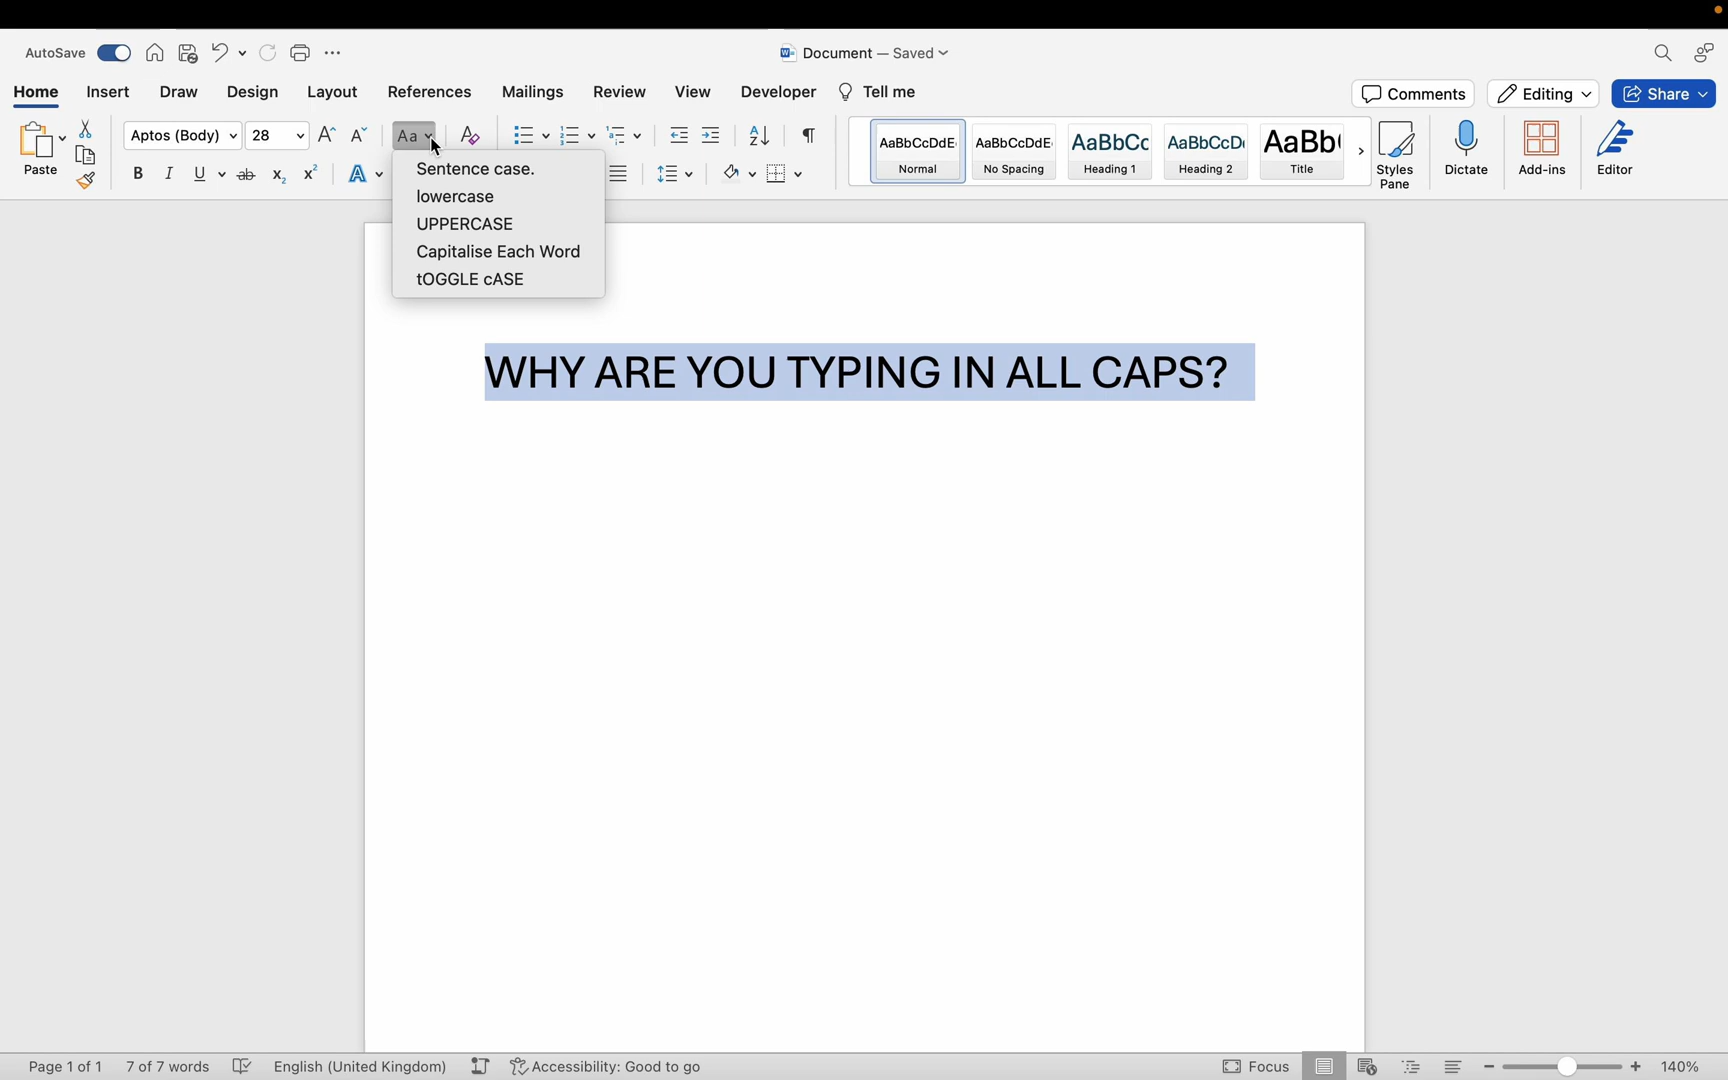 AutoSave
Document — Saved
Home Insert Draw Design Layout References Mailings Review View Developer Tell me
Comments Editing Share
Aptos (Body) 28 Aa
Paste
Sentence case.
lowercase
UPPERCASE
Capitalise Each Word
tOGGLE cASE
AaBbCcDdE AaBbCcDdE AaBbCc AaBbCcD AaBb
Normal No Spacing Heading 1 Heading 2 Title
Styles Pane
Dictate Add-ins Editor
WHY ARE YOU TYPING IN ALL CAPS?
Page 1 of 1 7 of 7 words English (United Kingdom) Accessibility: Good to go Focus 140%